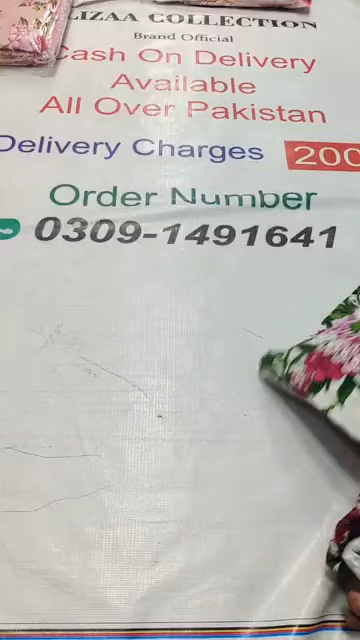 LIZAA COLLECTION
Brand Official
Cash On Delivery
Available
All Over Pakistan
Delivery Charges 200
Order Number
0309-1491641